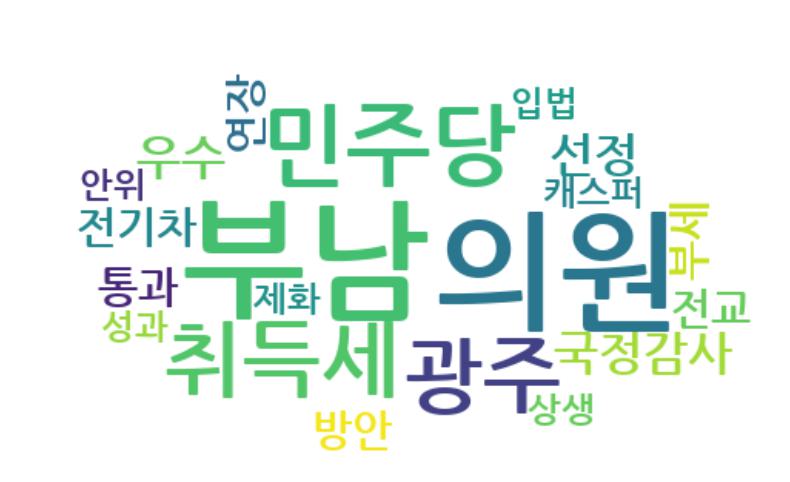 연장
민주당
입법
우수
선정
안위
캐스퍼
전기차
부남
의원
부세
통과
제화
전교
성과
취득세
광주
국정감사
상생
방안